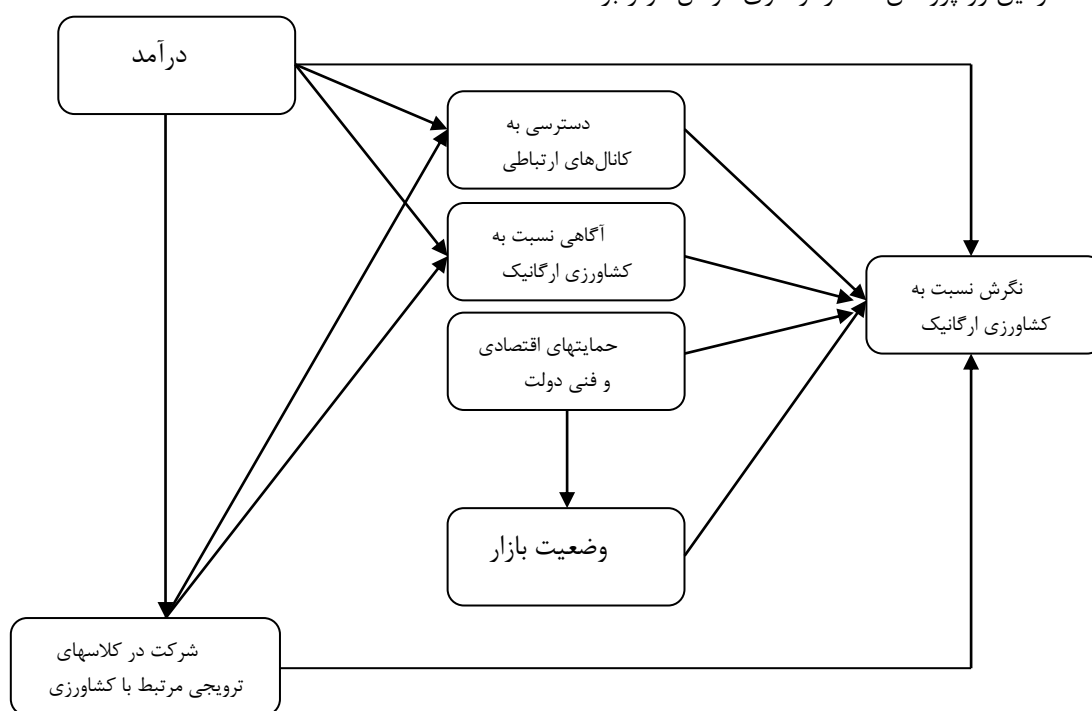 درآمد
دسترسی به
کانال‌های ارتباطی
آگاهی نسبت به
کشاورزی ارگانیک
نگرش نسبت به
کشاورزی ارگانیک
حمایتهای اقتصادی
و فنی دولت
وضعیت بازار
شرکت در کلاسهای
ترویجی مرتبط با کشاورزی